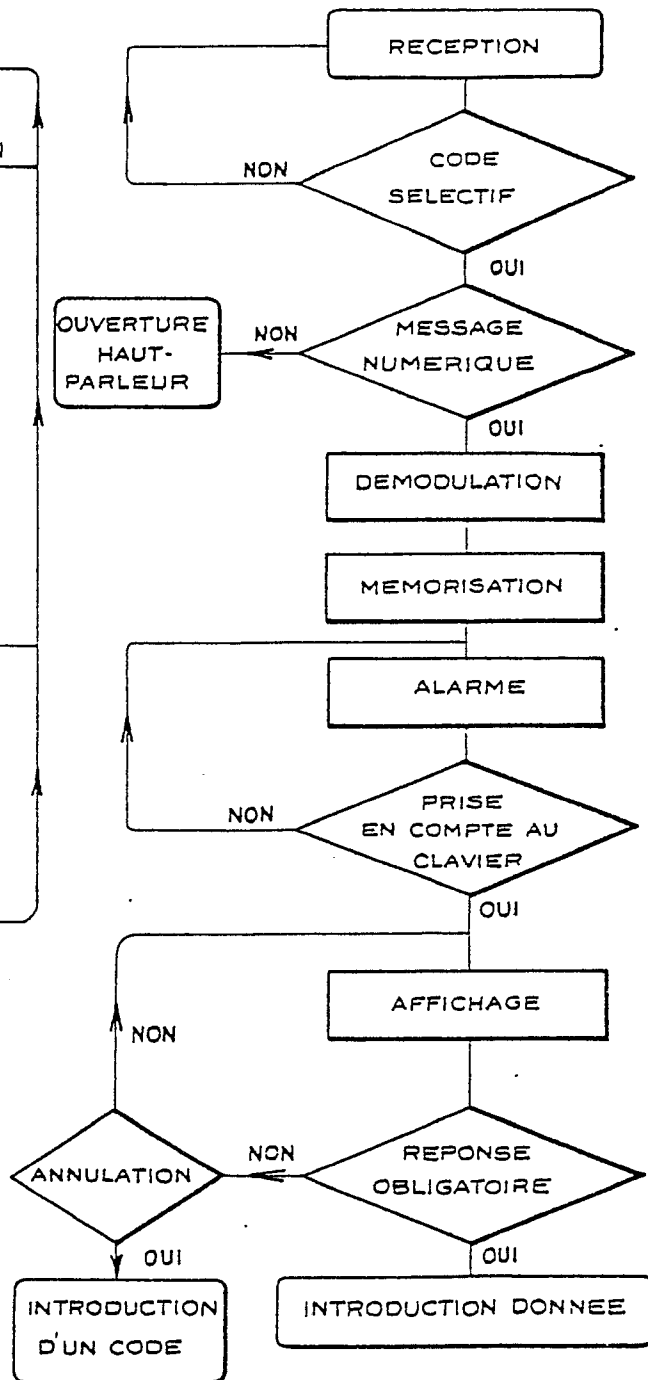 RECEPTION
CODE
SELECTIF
NON
OUI
MESSAGE
NUMERIQUE
NON
OUVERTURE
HAUT-
PARLEUR
OUI
DEMODULATION
MEMORISATION
ALARME
PRISE
EN COMPTE AU
CLAVIER
NON
OUI
AFFICHAGE
NON
REPONSE
OBLIGATOIRE
NON
ANNULATION
OUI
OUI
INTRODUCTION
D'UN CODE
INTRODUCTION DONNEE